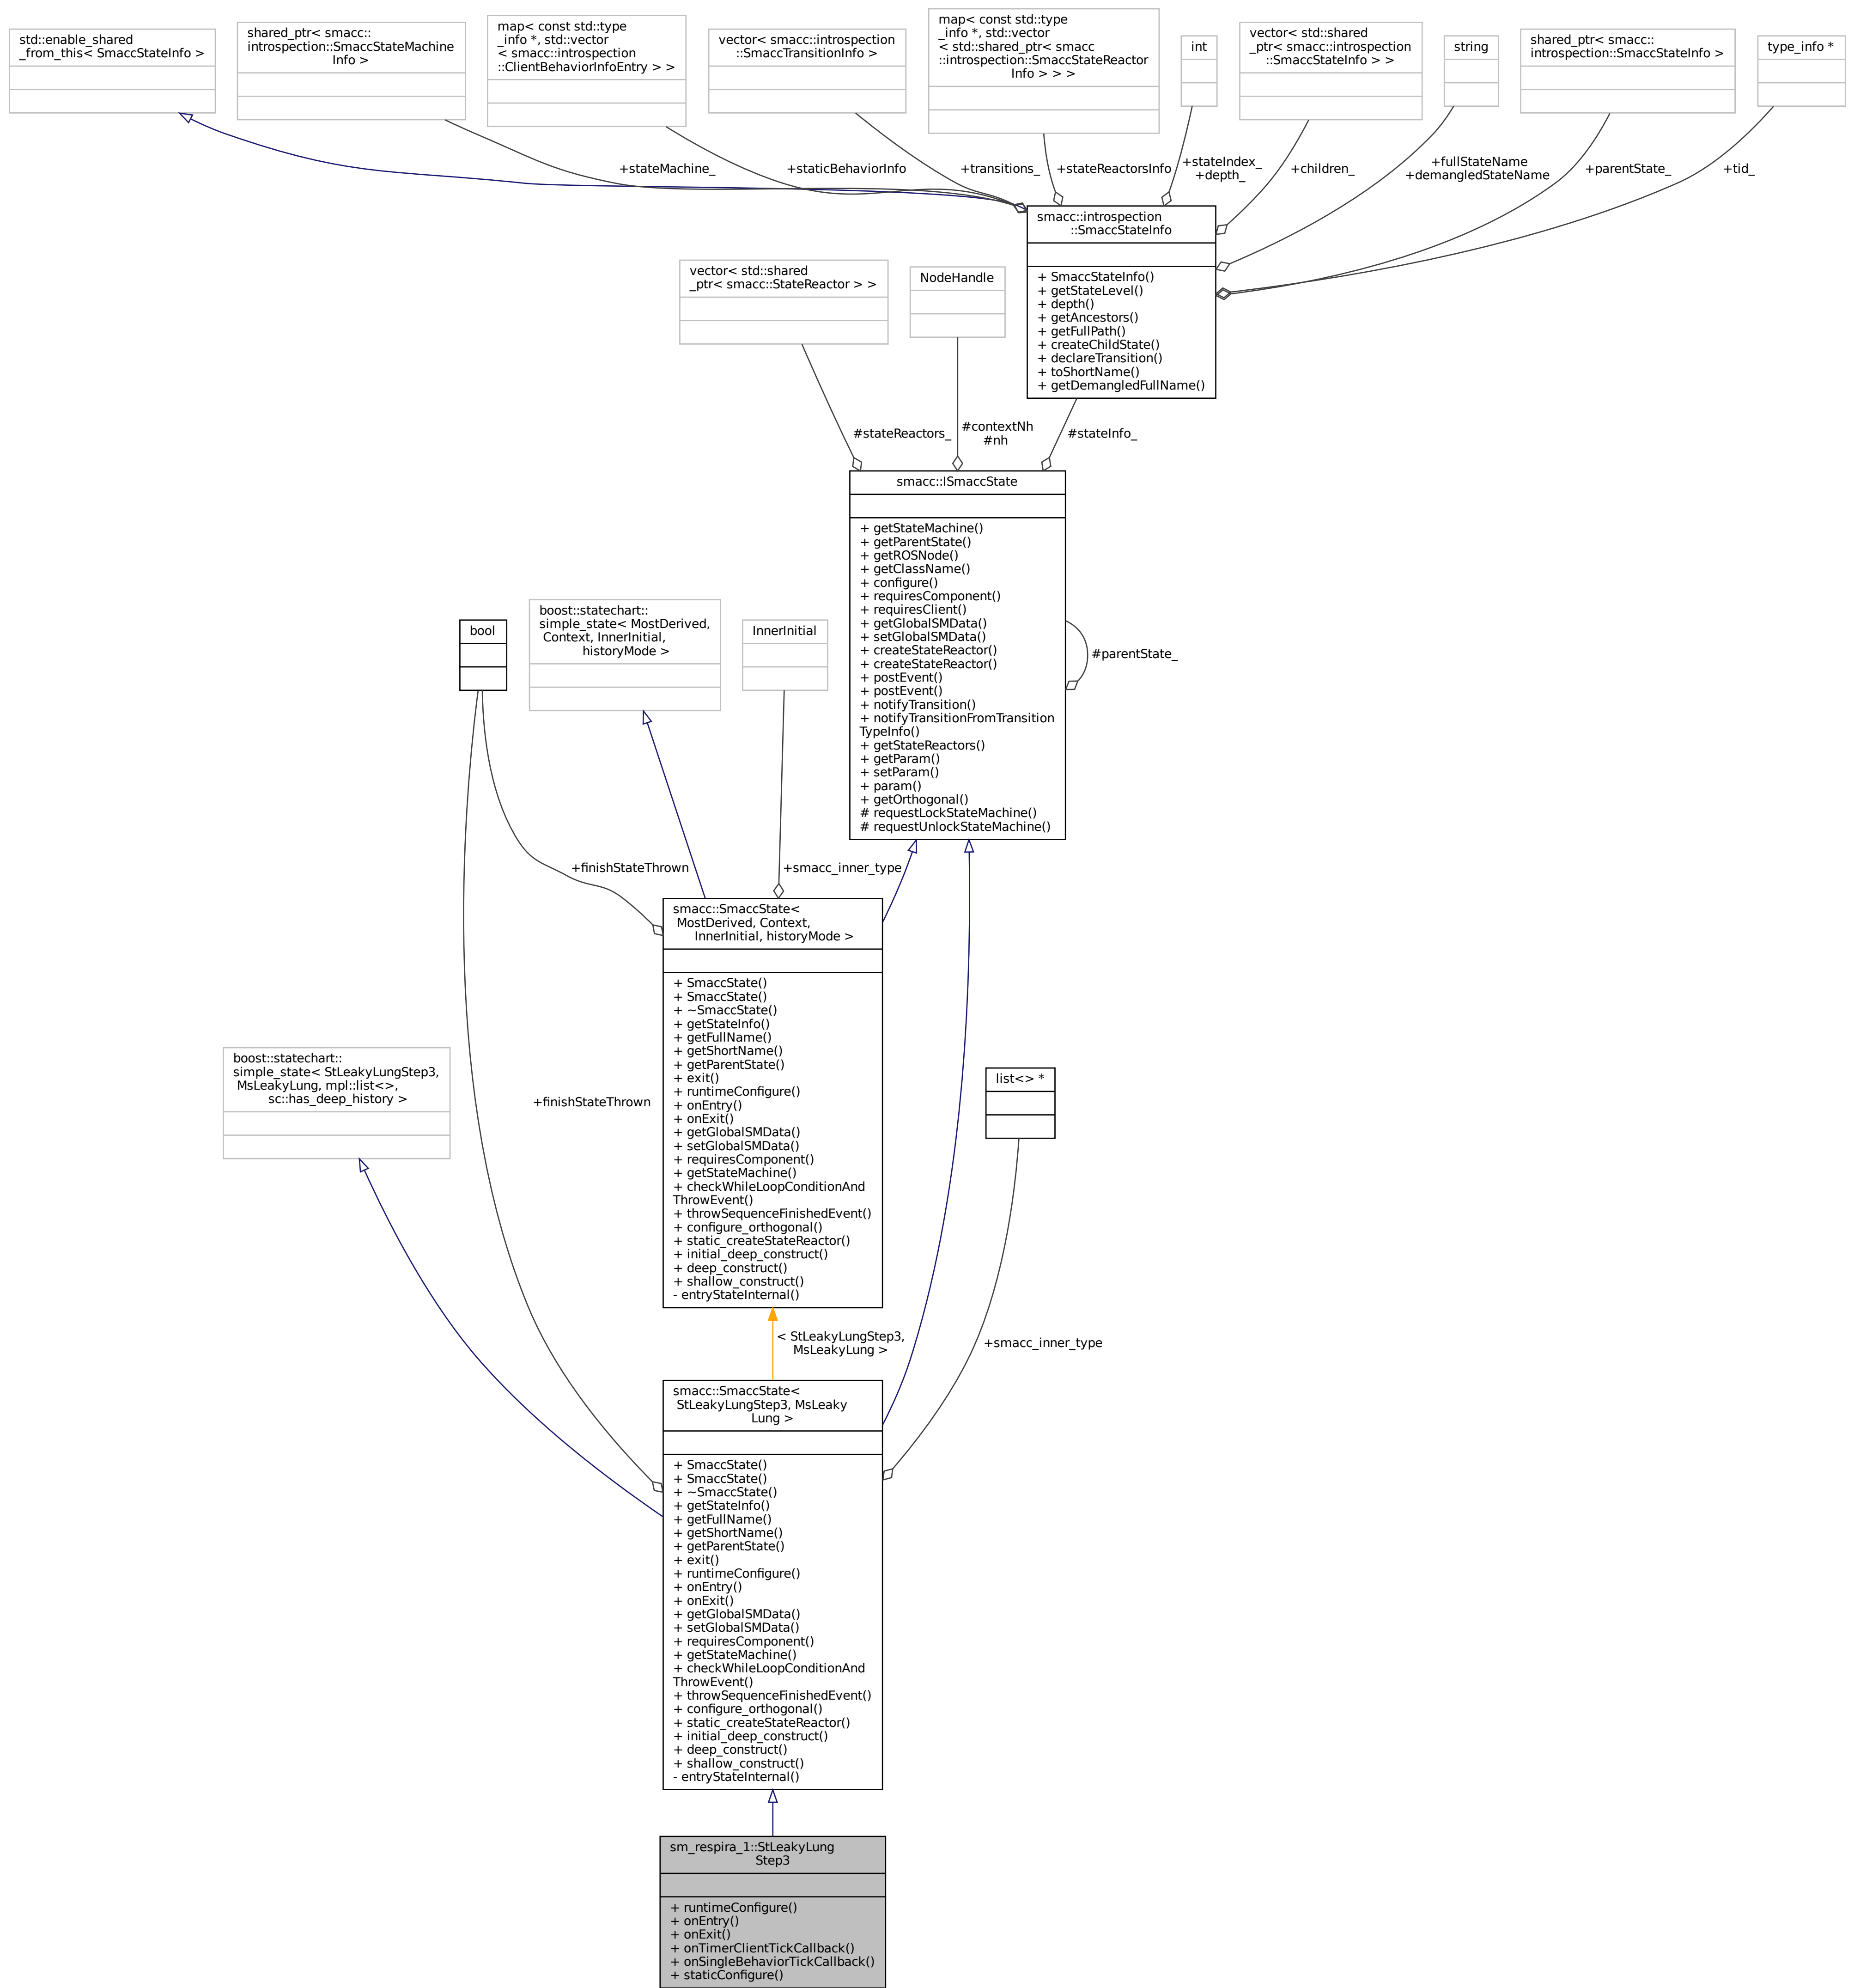 std::enable_shared
_from_this< SmaccStateInfo >
shared_ptr< smacc::
introspection::SmaccStateMachine
Info >
map< const std::type
_info *, std::vector
< smacc::introspection
::ClientBehaviorInfoEntry > >
vector< smacc::introspection
::SmaccTransitionInfo >
map< const std::type
_info *, std::vector
< std::shared_ptr< smacc
::introspection::SmaccStateReactor
Info > > >
int
vector< std::shared
_ptr< smacc::introspection
::SmaccStateInfo > >
string
shared_ptr< smacc::
introspection::SmaccStateInfo >
type_info *
+stateMachine_
+staticBehaviorInfo
+transitions_
+stateReactorsInfo
+stateIndex_
+depth_
+children_
+fullStateName
+demangledStateName
+parentState_
+tid_
smacc::introspection
::SmaccStateInfo
+ SmaccStateInfo()
+ getStateLevel()
+ depth()
+ getAncestors()
+ getFullPath()
+ createChildState()
+ declareTransition()
+ toShortName()
+ getDemangledFullName()
vector< std::shared
_ptr< smacc::StateReactor > >
NodeHandle
#stateReactors_
#contextNh
#nh
#stateInfo_
smacc::ISmaccState
+ getStateMachine()
+ getParentState()
+ getROSNode()
+ getClassName()
+ configure()
+ requiresComponent()
+ requiresClient()
+ getGlobalSMData()
+ setGlobalSMData()
+ createStateReactor()
+ createStateReactor()
+ postEvent()
+ postEvent()
+ notifyTransition()
+ notifyTransitionFromTransition
TypeInfo()
+ getStateReactors()
+ getParam()
+ setParam()
+ param()
+ getOrthogonal()
# requestLockStateMachine()
# requestUnlockStateMachine()
#parentState_
bool
boost::statechart::
simple_state< MostDerived,
Context, InnerInitial,
historyMode >
InnerInitial
+finishStateThrown
+smacc_inner_type
smacc::SmaccState<
MostDerived, Context,
InnerInitial, historyMode >
+ SmaccState()
+ SmaccState()
+ ~SmaccState()
+ getStateInfo()
+ getFullName()
+ getShortName()
+ getParentState()
+ exit()
+ runtimeConfigure()
+ onEntry()
+ onExit()
+ getGlobalSMData()
+ setGlobalSMData()
+ requiresComponent()
+ getStateMachine()
+ checkWhileLoopConditionAnd
ThrowEvent()
+ throwSequenceFinishedEvent()
+ configure_orthogonal()
+ static_createStateReactor()
+ initial_deep_construct()
+ deep_construct()
+ shallow_construct()
- entryStateInternal()
boost::statechart::
simple_state< StLeakyLungStep3,
MsLeakyLung, mpl::list<>,
sc::has_deep_history >
+finishStateThrown
list<> *
< StLeakyLungStep3,
MsLeakyLung >
+smacc_inner_type
smacc::SmaccState<
StLeakyLungStep3, MsLeaky
Lung >
+ SmaccState()
+ SmaccState()
+ ~SmaccState()
+ getStateInfo()
+ getFullName()
+ getShortName()
+ getParentState()
+ exit()
+ runtimeConfigure()
+ onEntry()
+ onExit()
+ getGlobalSMData()
+ setGlobalSMData()
+ requiresComponent()
+ getStateMachine()
+ checkWhileLoopConditionAnd
ThrowEvent()
+ throwSequenceFinishedEvent()
+ configure_orthogonal()
+ static_createStateReactor()
+ initial_deep_construct()
+ deep_construct()
+ shallow_construct()
- entryStateInternal()
sm_respira_1::StLeakyLung
Step3
+ runtimeConfigure()
+ onEntry()
+ onExit()
+ onTimerClientTickCallback()
+ onSingleBehaviorTickCallback()
+ staticConfigure()